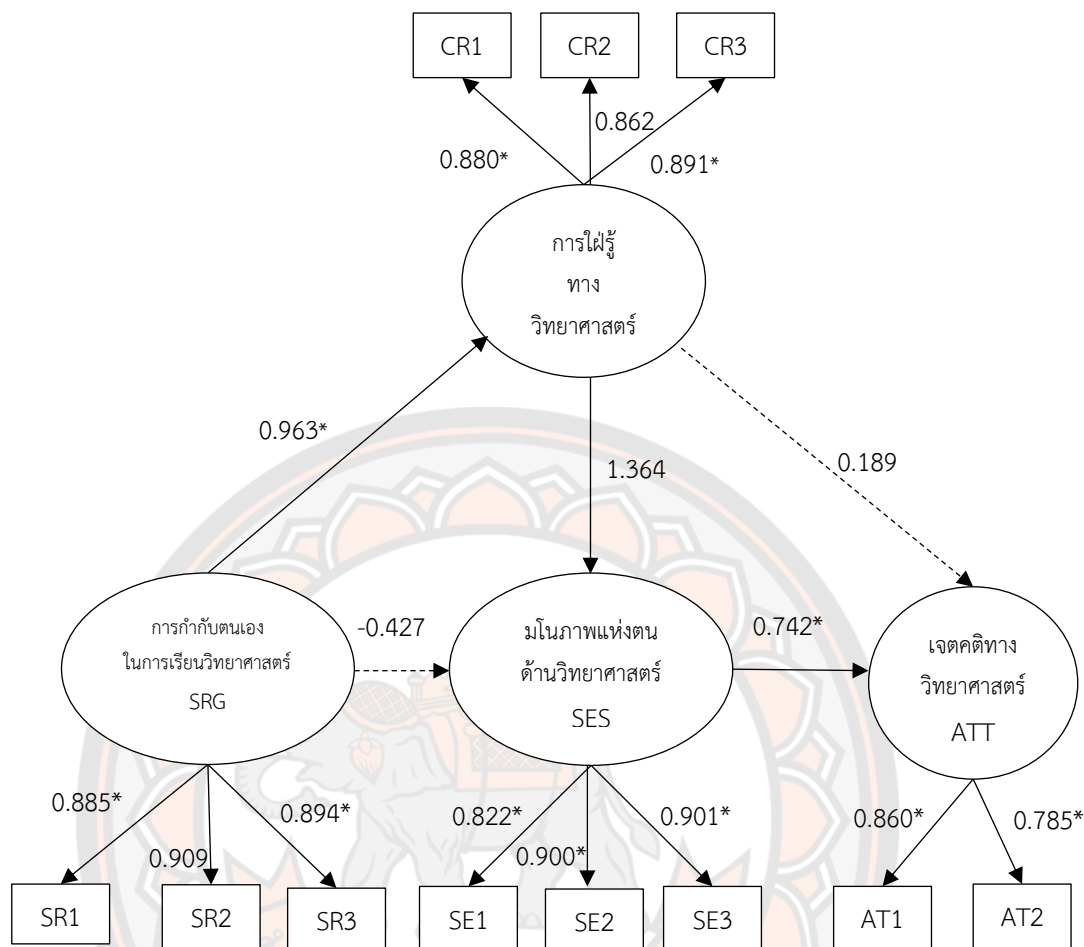 CR1
CR2
CR3
0.880*
0.862
0.891*
การใฝ่รู้
ทาง
วิทยาศาสตร์
0.963*
1.364
0.189
การกำกับตนเอง
ในการเรียนวิทยาศาสตร์
SRG
-0.427
มโนภาพแห่งตน
ด้านวิทยาศาสตร์
SES
0.742*
เจตคติทาง
วิทยาศาสตร์
ATT
0.885*
0.909
0.894*
0.822*
0.900*
0.901*
0.860*
0.785*
SR1
SR2
SR3
SE1
SE2
SE3
AT1
AT2